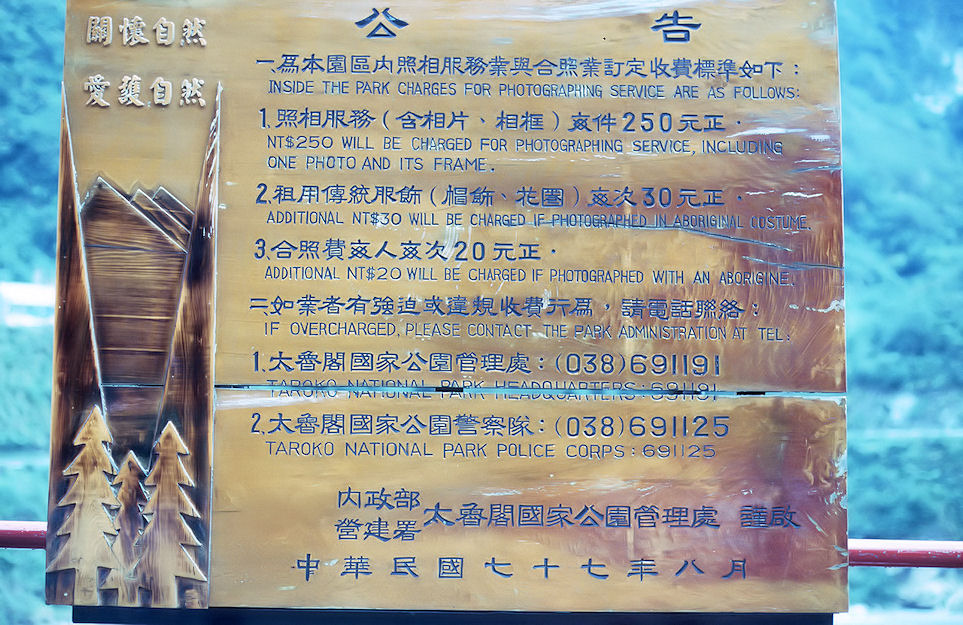 關懷自然
愛護自然
公告
一、為本園區內照相服務業與合照業訂定收費標準如下：
INSIDE THE PARK CHARGES FOR PHOTOGRAPHING SERVICE ARE AS FOLLOWS:
1.照相服務（含相片、相框）每件250元正．
NT$250 WILL BE CHARGED FOR PHOTOGRAPHING SERVICE, INCLUDING
ONE PHOTO AND ITS FRAME.
2.租用傳統服飾（帽飾、花圈）每次30元正．
ADDITIONAL NT$30 WILL BE CHARGED IF PHOTOGRAPHED IN ABORIGINAL COSTUME.
3.合照費每人每次20元正．
ADDITIONAL NT$20 WILL BE CHARGED IF PHOTOGRAPHED WITH AN ABORIGINE.
二、如業者有強迫或違規收費行為，請電話聯絡：
IF OVERCHARGED, PLEASE CONTACT THE PARK ADMINISTRATION AT TEL:
1.太魯閣國家公園管理處：(038)691191
TAROKO NATIONAL PARK HEADQUARTERS:691191
2.太魯閣國家公園警察隊：(038)691125
TAROKO NATIONAL PARK POLICE CORPS:691125
內政部
營建署
太魯閣國家公園管理處 謹啟
中華民國七十七年八月